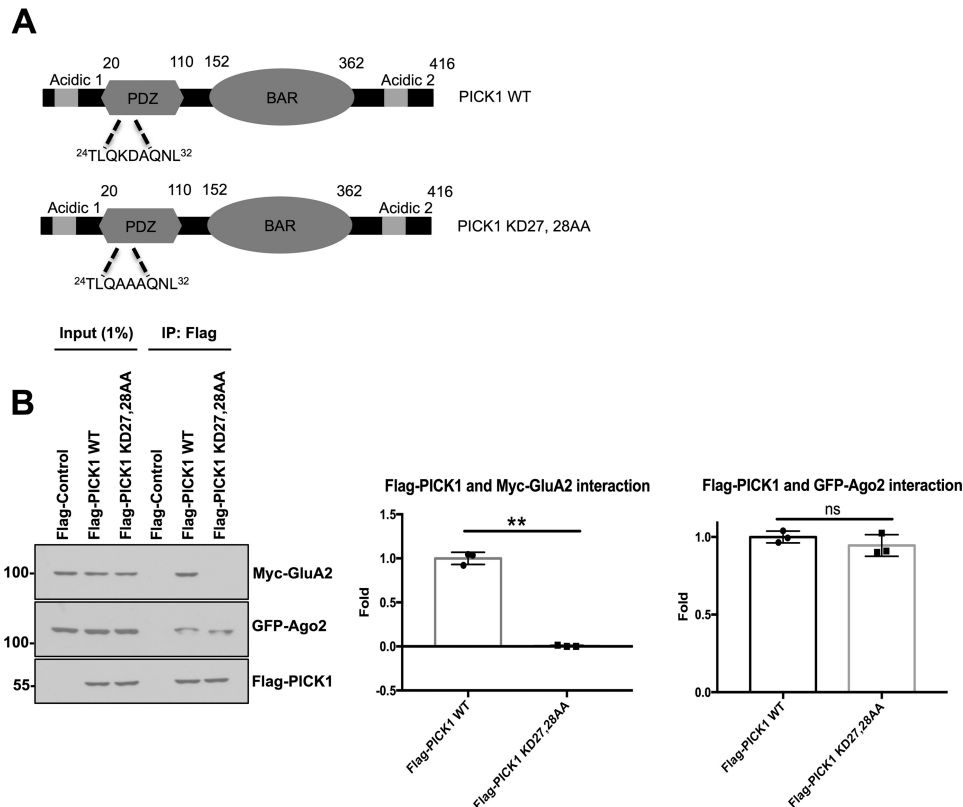 A
20 110 152 362 416
Acidic 1 Acidic 2
PDZ BAR PICK1 WT
24TLQKDAQNL32
20 110 152 362 416
Acidic 1 Acidic 2
PDZ BAR PICK1 KD27, 28AA
24TLQAAAQNL32
B
Input (1%) IP: Flag
Flag-Control
Flag-PICK1 WT
Flag-PICK1 KD27,28AA
Flag-Control
Flag-PICK1 WT
Flag-PICK1 KD27,28AA
100 Myc-GluA2
100 GFP-Ago2
55 Flag-PICK1
Flag-PICK1 and Myc-GluA2 interaction
**
1.5
1.0
0.5
0.0
-0.5
Fold
Flag-PICK1 WT
Flag-PICK1 KD27,28AA
Flag-PICK1 and GFP-Ago2 interaction
ns
1.0
0.5
0.0
Fold
Flag-PICK1 WT
Flag-PICK1 KD27,28AA